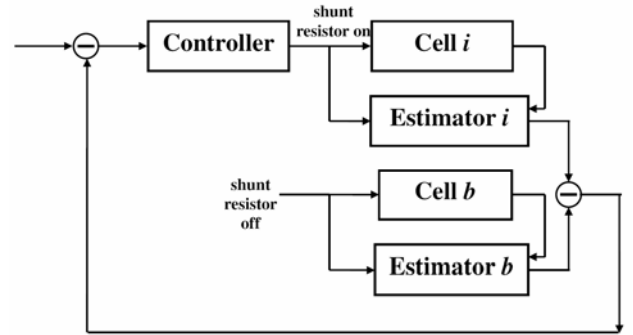 shunt
resistor on
Controller
Cell i
Estimator i
shunt
resistor
off
Cell b
Estimator b